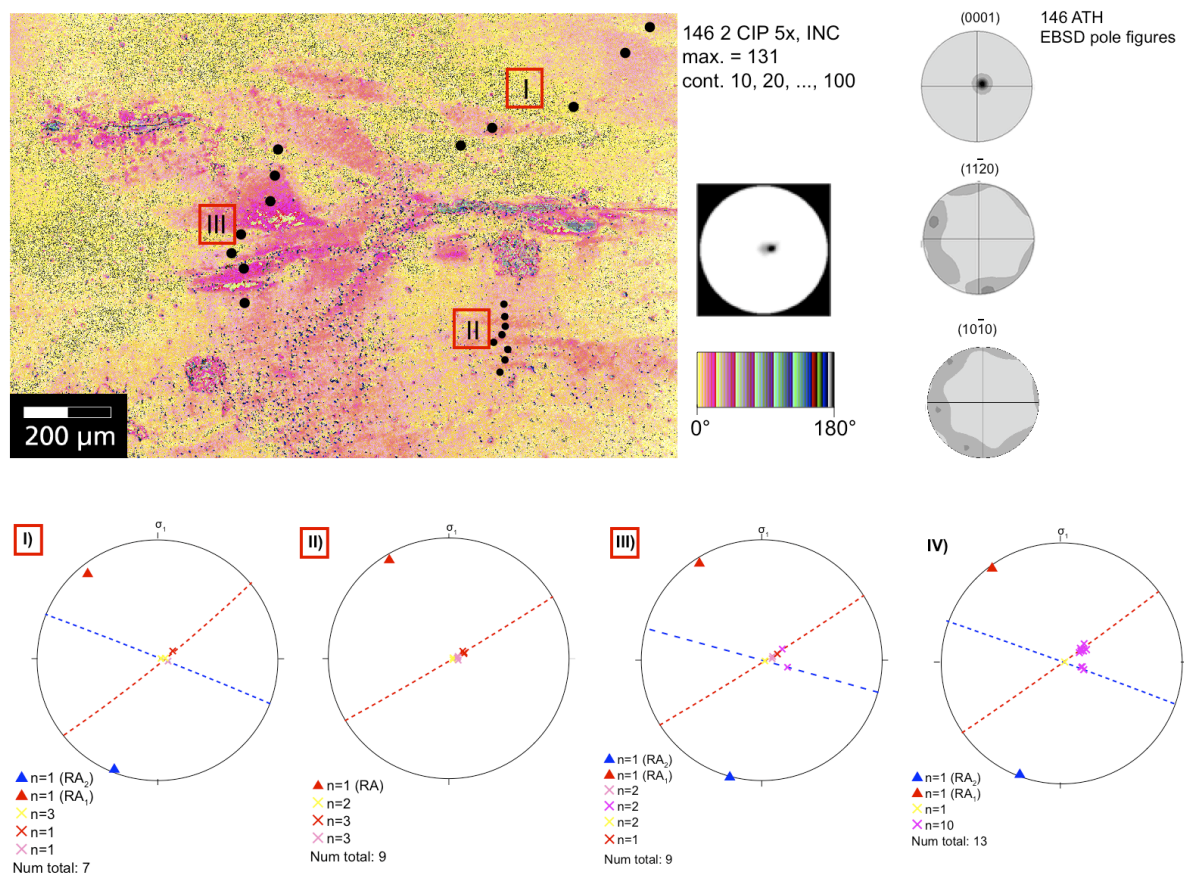 146 2 CIP 5x, INC
max. = 131
cont. 10, 20, ..., 100
(0001)
146 ATH
EBSD pole figures
I
(112̅0)
III
II
(101̅0)
0° 180°
200 µm
I)
σ₁
n=1 (RA₂)
n=1 (RA₁)
n=3
n=1
n=1
Num total: 7
II)
σ₁
n=1 (RA)
n=2
n=3
n=3
Num total: 9
III)
σ₁
n=1 (RA₂)
n=1 (RA₁)
n=2
n=2
n=2
n=1
Num total: 9
IV)
σ₁
n=1 (RA₂)
n=1 (RA₁)
n=1
n=10
Num total: 13